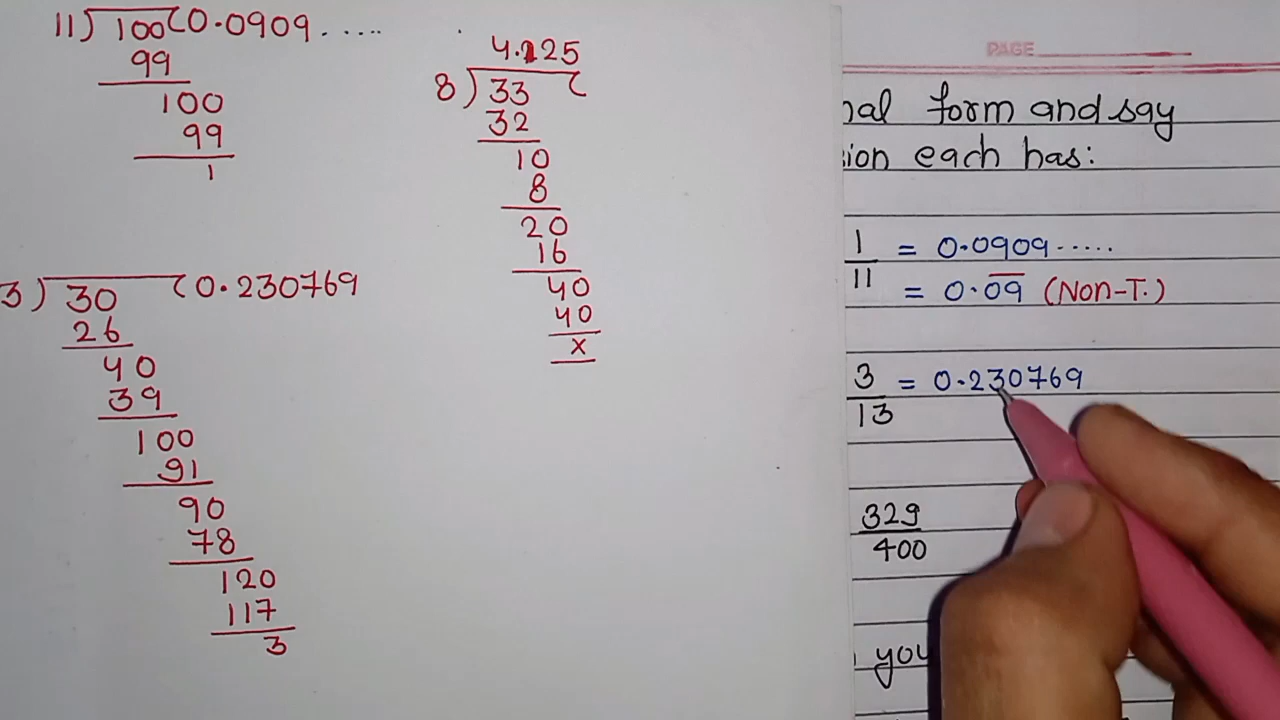 11) 100 (0.0909.....
99
100
99
1
4.125
8) 33 (
32
10
8
20
16
40
40
x
3) 30 (0.230769
26
40
39
100
91
90
78
120
117
3
PAGE
nal form and say
ion each has:
1/11 = 0.0909.....
= 0.0̅9̅ (Non-T.)
3/13 = 0.230769
329/400
you